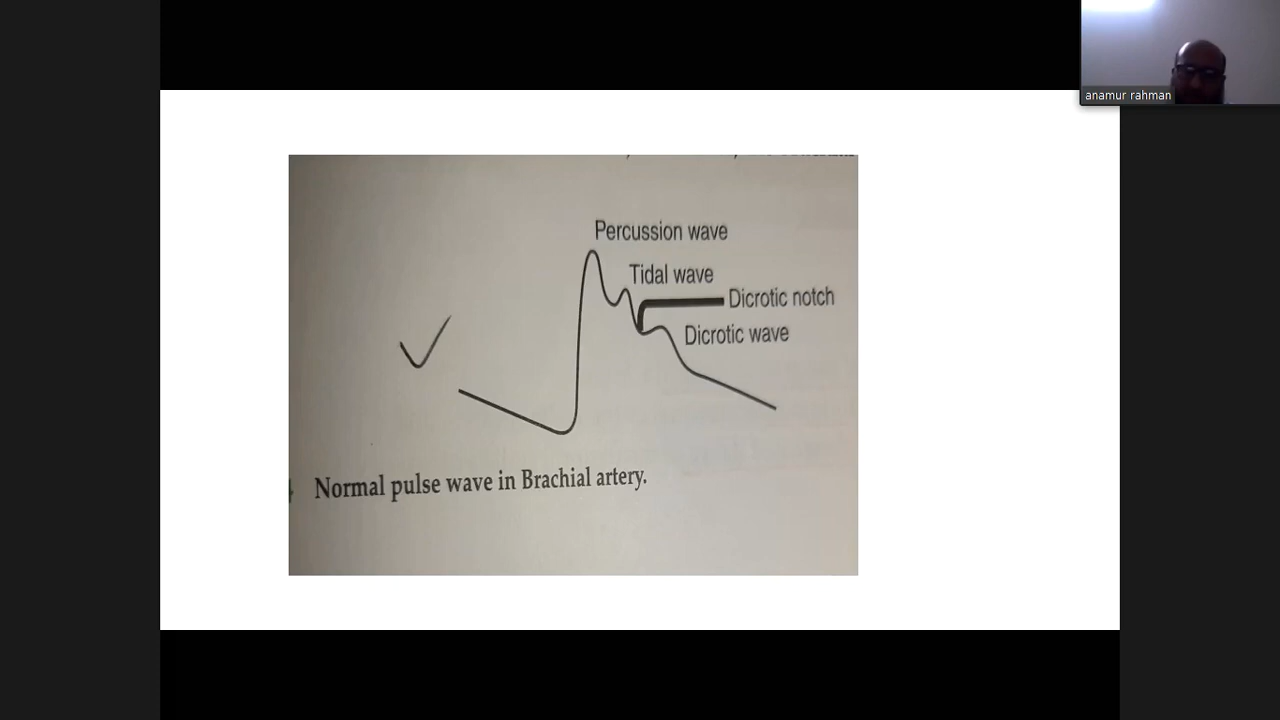 anamur rahman
Percussion wave
Tidal wave
Dicrotic notch
Dicrotic wave
Normal pulse wave in Brachial artery.